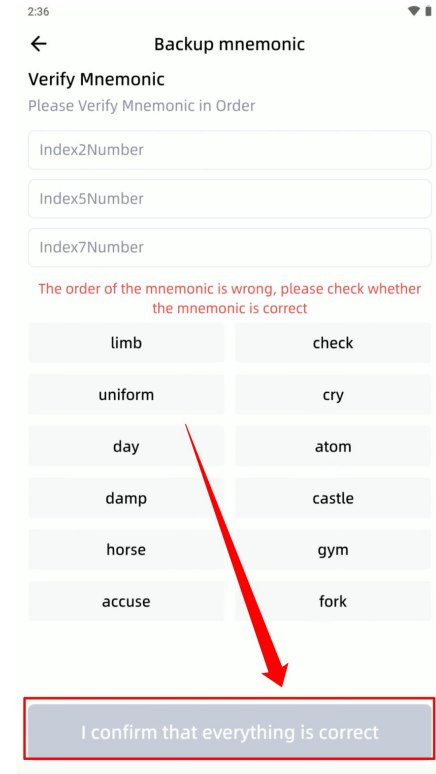 2:36
Backup mnemonic
Verify Mnemonic
Please Verify Mnemonic in Order
Index2Number
Index5Number
Index7Number
The order of the mnemonic is wrong, please check whether
the mnemonic is correct
limb check
uniform cry
day atom
damp castle
horse gym
accuse fork
I confirm that everything is correct